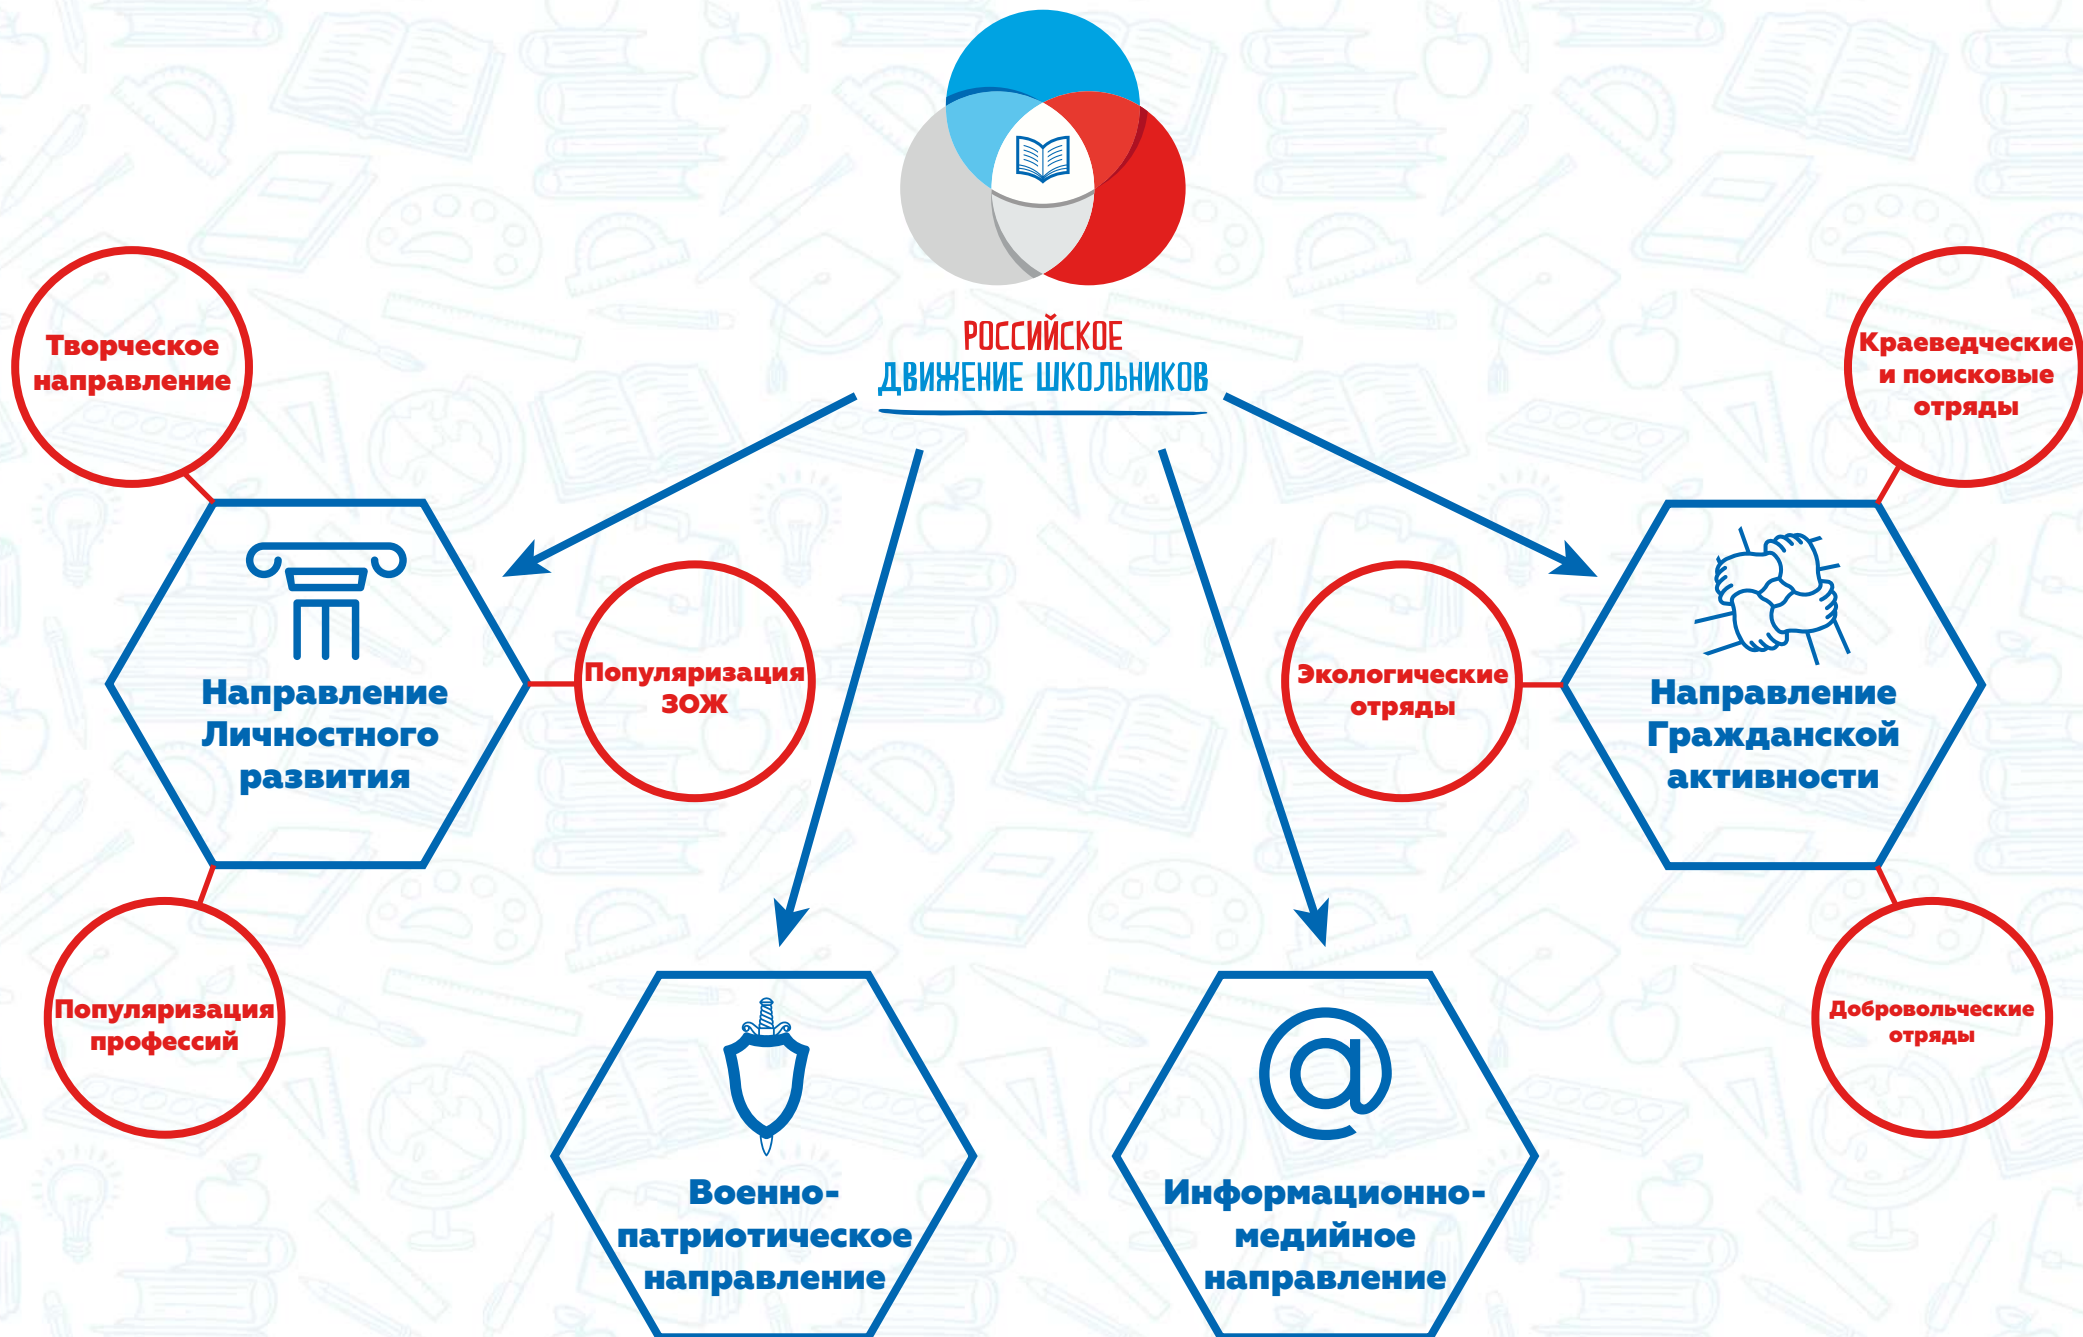 РОССИЙСКОЕ
ДВИЖЕНИЕ ШКОЛЬНИКОВ
Творческое
направление
Краеведческие
и поисковые
отряды
Направление
Личностного
развития
Популяризация
ЗОЖ
Экологические
отряды
Направление
Гражданской
активности
Популяризация
профессий
Добровольческие
отряды
Военно-
патриотическое
направление
@
Информационно-
медийное
направление